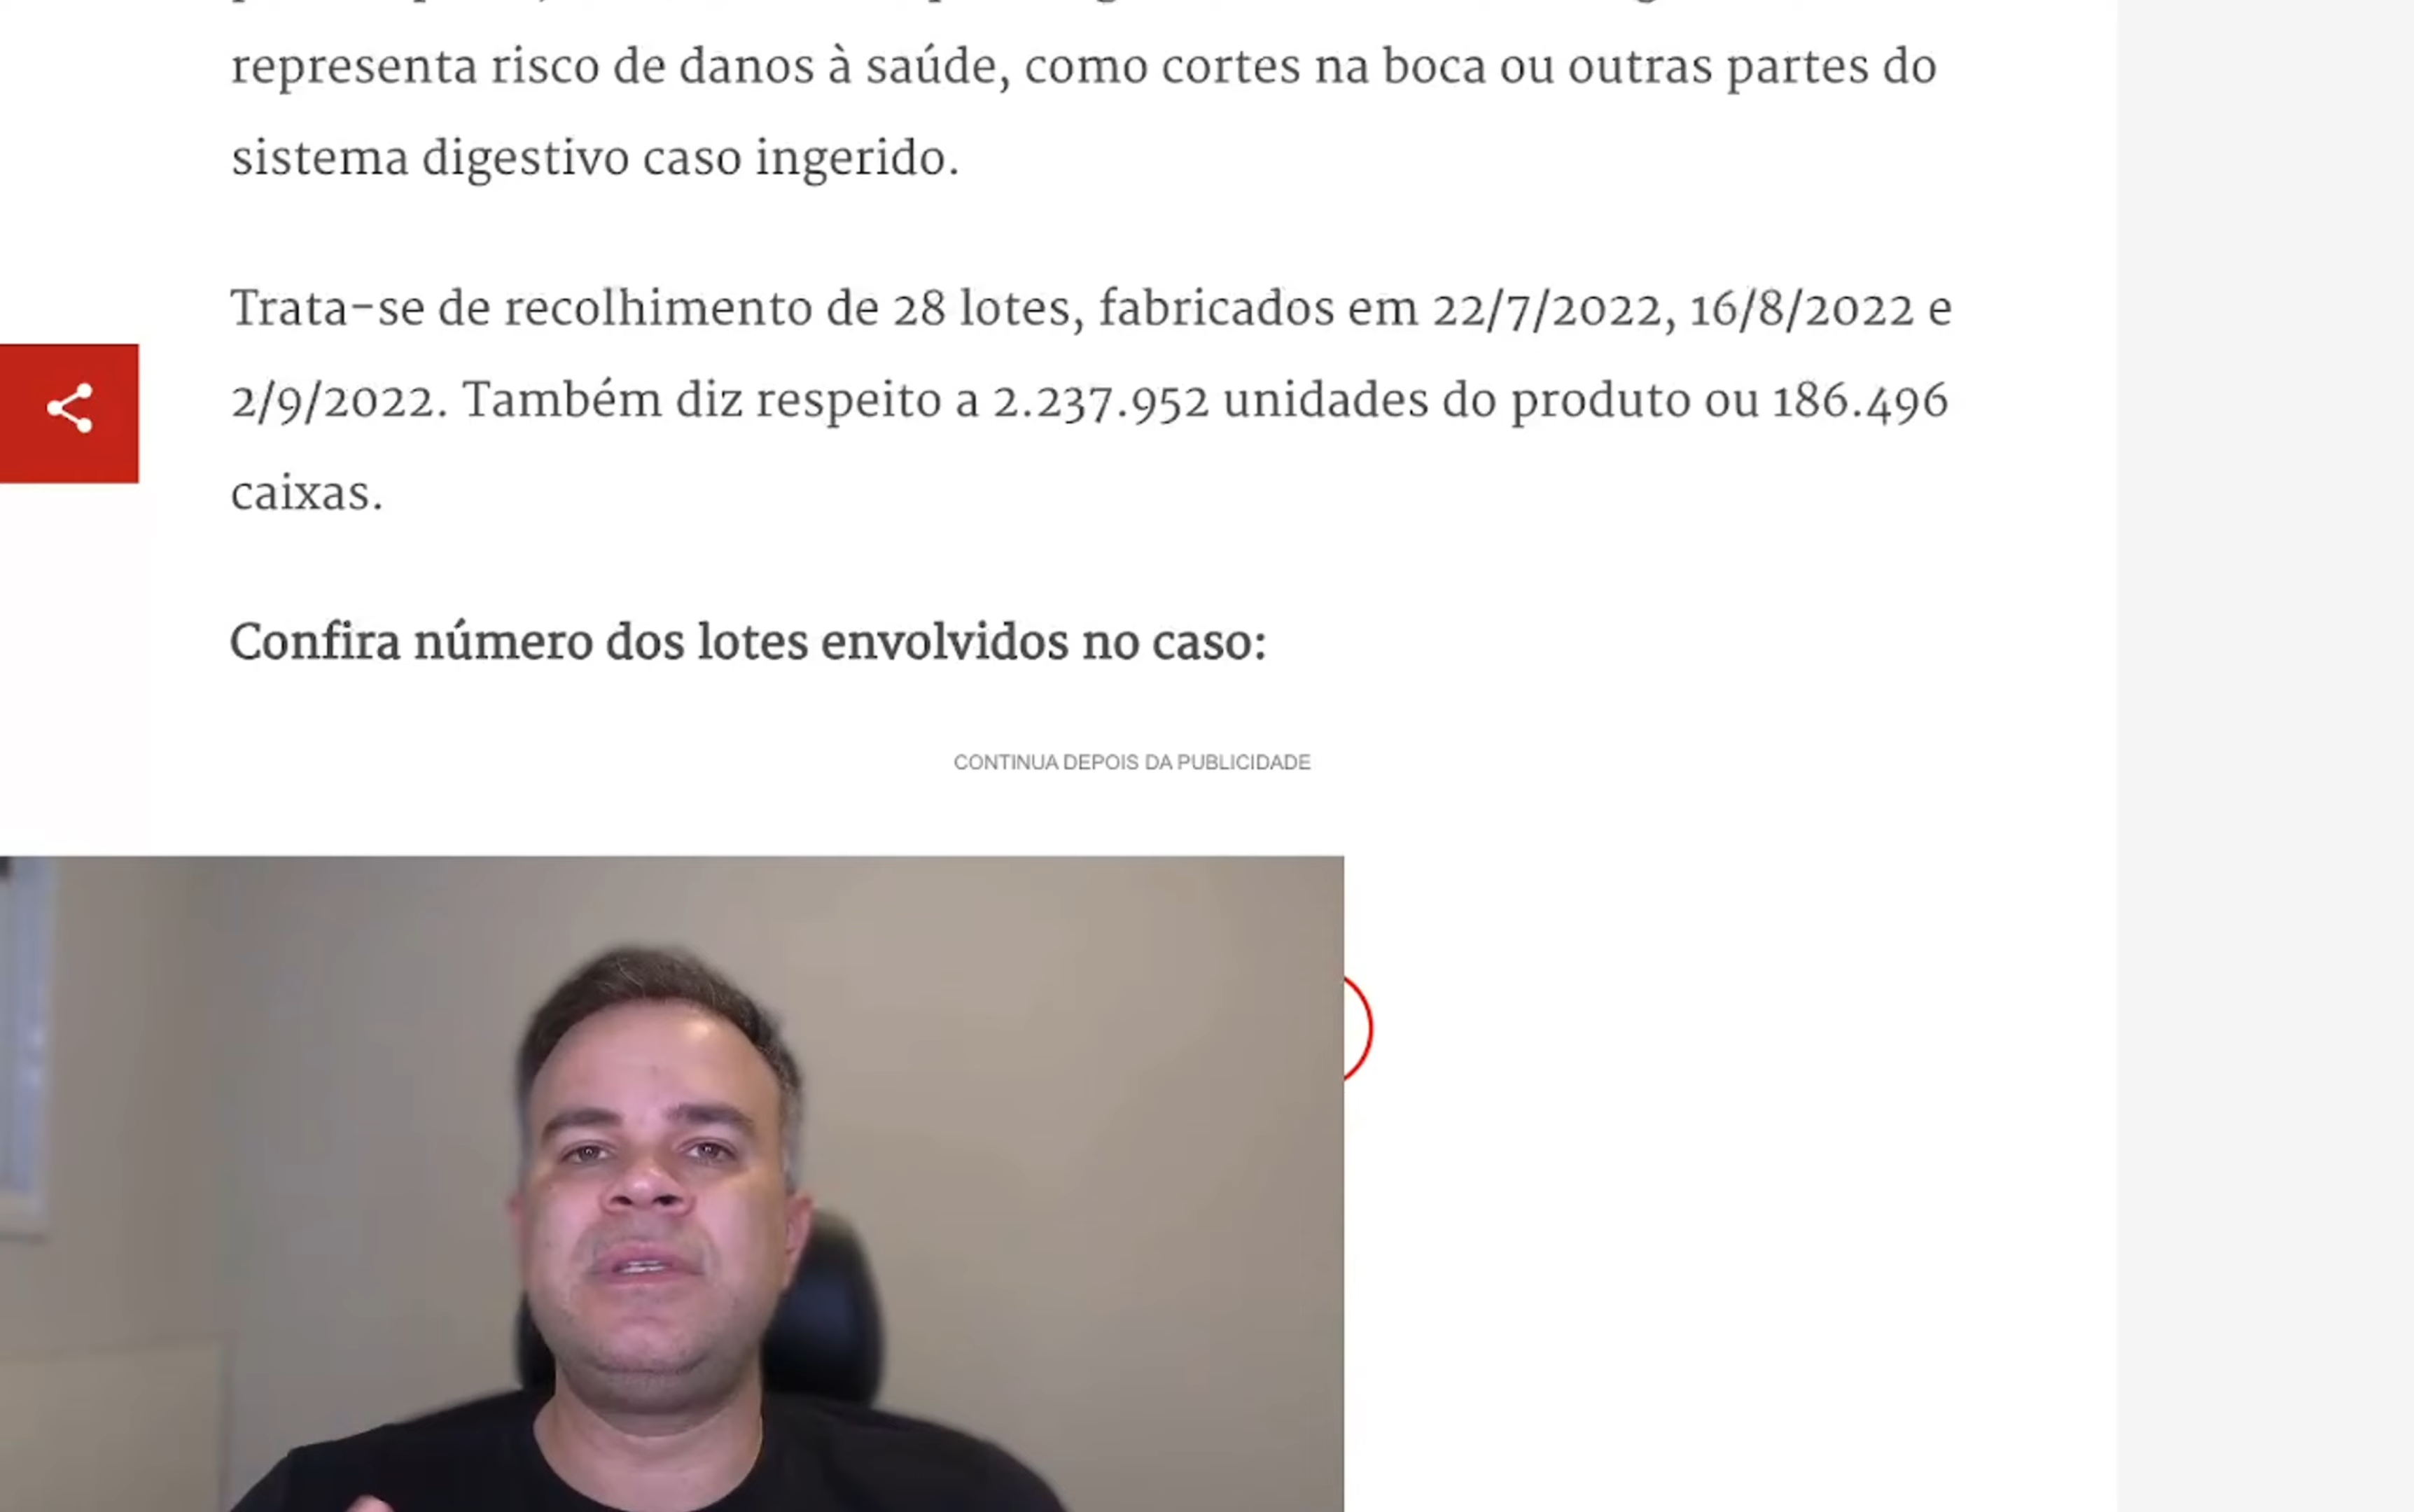 representa risco de danos à saúde, como cortes na boca ou outras partes do
sistema digestivo caso ingerido.
Trata-se de recolhimento de 28 lotes, fabricados em 22/7/2022, 16/8/2022 e
2/9/2022. Também diz respeito a 2.237.952 unidades do produto ou 186.496
caixas.
Confira número dos lotes envolvidos no caso:
CONTINUA DEPOIS DA PUBLICIDADE